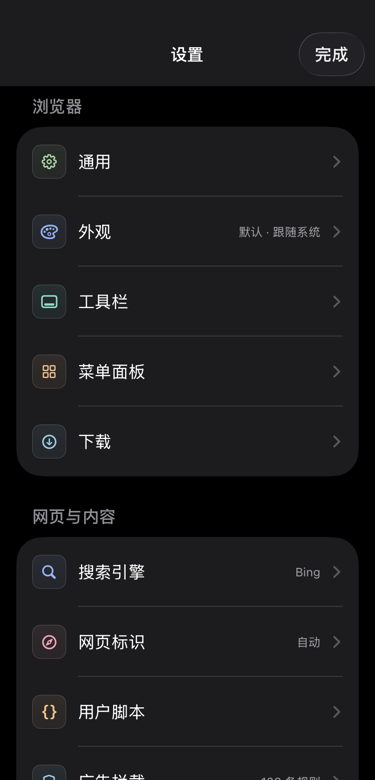 设置
完成
浏览器
通用
外观
默认 · 跟随系统
工具栏
菜单面板
下载
网页与内容
搜索引擎
Bing
网页标识
自动
用户脚本